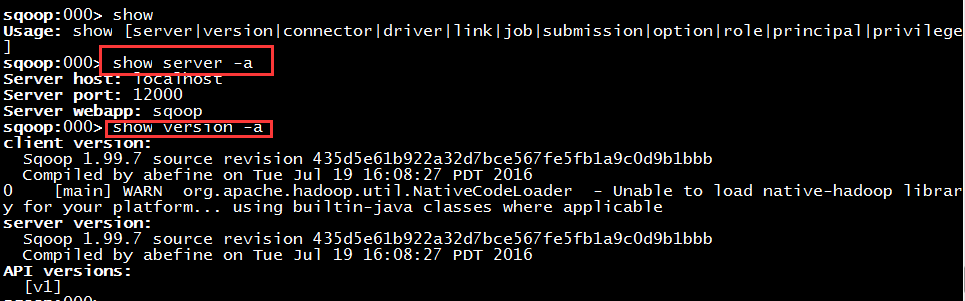 sqoop:000> show
Usage: show [server|version|connector|driver|link|job|submission|option|role|principal|privilege
]
sqoop:000> show server -a
Server host: localhost
Server port: 12000
Server webapp: sqoop
sqoop:000> show version -a
client version:
  Sqoop 1.99.7 source revision 435d5e61b922a32d7bce567fe5fb1a9c0d9b1bbb
  Compiled by abefine on Tue Jul 19 16:08:27 PDT 2016
0    [main] WARN  org.apache.hadoop.util.NativeCodeLoader  - Unable to load native-hadoop librar
y for your platform... using builtin-java classes where applicable
server version:
  Sqoop 1.99.7 source revision 435d5e61b922a32d7bce567fe5fb1a9c0d9b1bbb
  Compiled by abefine on Tue Jul 19 16:08:27 PDT 2016
API versions:
  [v1]
sqoop:000>